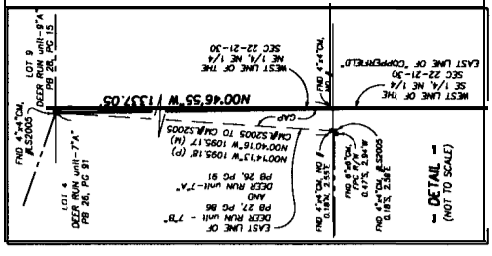 LOT 9
DEER RUN unit-9"A"
PB 28, PG 15
FND 4"x4"CM,
#LS2005
LOT 4
DEER RUN unit-7"A"
PB 26, PG 91
N00°46'55"W 1337.05
WEST LINE OF THE
NE 1/4, NE 1/4
SEC 22-21-30
FND 4"x4"CM,
NO #
EAST LINE OF "COPPERFIELD"
WEST LINE OF THE
NE 1/4, NE 1/4
SEC 22-21-30
GAP
CM#LS2005 TO CM#LS2005
N00°40'16"W 1095.17 (M)
N00°14'13"W 1095.18 (P)
EAST LINE OF
DEER RUN unit - 7"B"
PB 27, PG 86
AND
DEER RUN unit-7"A"
PB 26, PG 91
FND 4"x4"CM, NO #
0.18'N, 2.55'E
FND 6"x6"CM,
FPC R/W -
0.47'S, 2.94'W
FND 4"x4"CM, #LS2005
0.18'S, 2.58'E
- DETAIL -
(NOT TO SCALE)